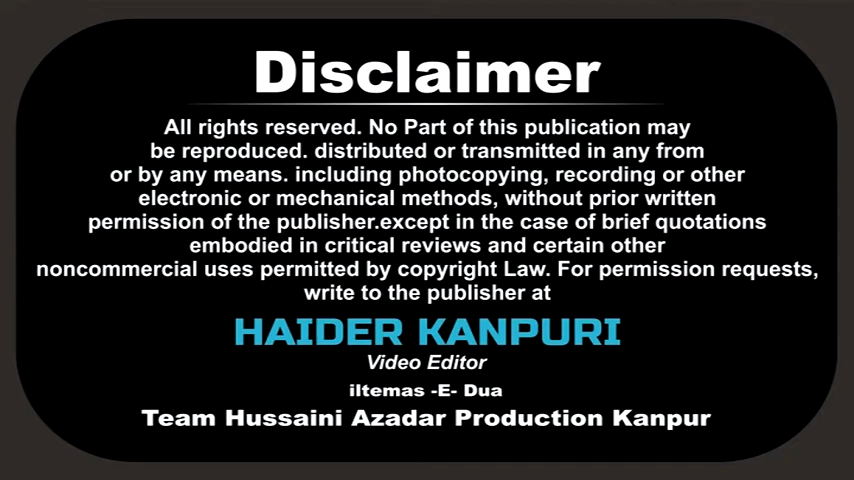 Disclaimer
All rights reserved. No Part of this publication may
be reproduced. distributed or transmitted in any from
or by any means. including photocopying, recording or other
electronic or mechanical methods, without prior written
permission of the publisher.except in the case of brief quotations
embodied in critical reviews and certain other
noncommercial uses permitted by copyright Law. For permission requests,
write to the publisher at
HAIDER KANPURI
Video Editor
iltemas -E- Dua
Team Hussaini Azadar Production Kanpur